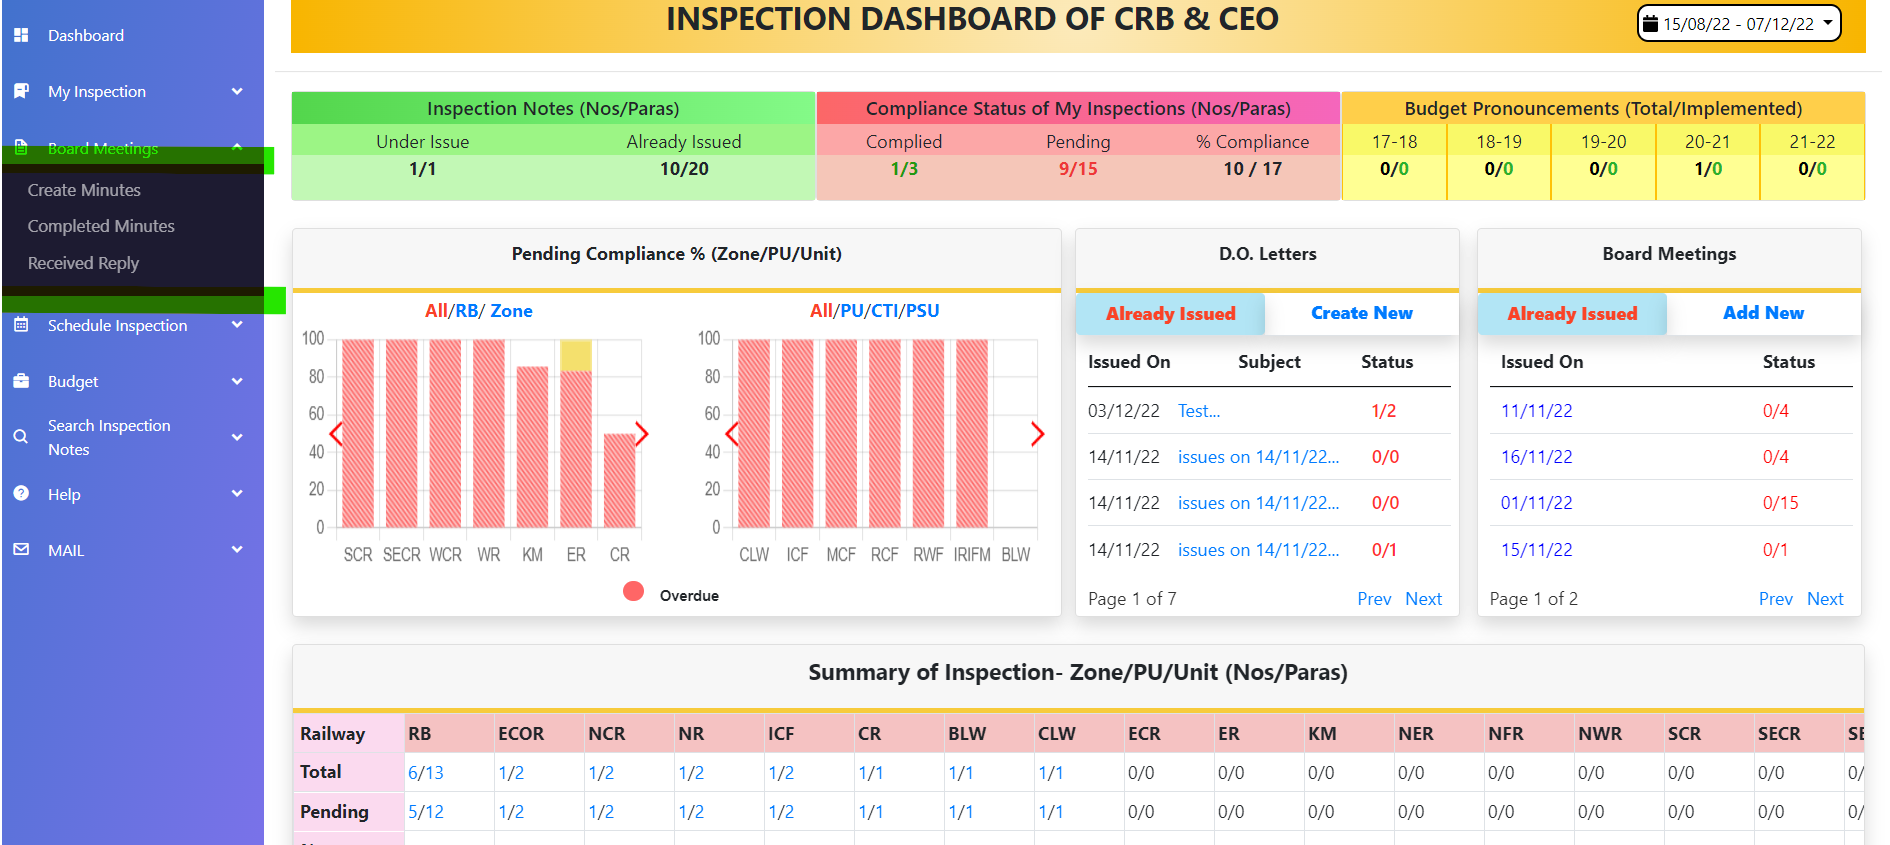 Dashboard
My Inspection
Board Meetings
Create Minutes
Completed Minutes
Received Reply
Schedule Inspection
Budget
Search Inspection
Notes
Help
MAIL
INSPECTION DASHBOARD OF CRB & CEO
15/08/22 - 07/12/22
Inspection Notes (Nos/Paras)
Under Issue Already Issued
1/1 10/20
Compliance Status of My Inspections (Nos/Paras)
Complied Pending % Compliance
1/3 9/15 10 / 17
Budget Pronouncements (Total/Implemented)
17-18 18-19 19-20 20-21 21-22
0/0 0/0 0/0 1/0 0/0
Pending Compliance % (Zone/PU/Unit)
All/RB/ Zone
100
80
60
40
20
0
SCR SECR WCR WR KM ER CR
All/PU/CTI/PSU
100
80
60
40
20
0
CLW ICF MCF RCF RWF IRIFM BLW
Overdue
D.O. Letters
Already Issued Create New
Issued On Subject Status
03/12/22 Test... 1/2
14/11/22 issues on 14/11/22... 0/0
14/11/22 issues on 14/11/22... 0/0
14/11/22 issues on 14/11/22... 0/1
Page 1 of 7 Prev Next
Board Meetings
Already Issued Add New
Issued On Status
11/11/22 0/4
16/11/22 0/4
01/11/22 0/15
15/11/22 0/1
Page 1 of 2 Prev Next
Summary of Inspection- Zone/PU/Unit (Nos/Paras)
Railway RB ECOR NCR NR ICF CR BLW CLW ECR ER KM NER NFR NWR SCR SECR
Total 6/13 1/2 1/2 1/2 1/2 1/1 1/1 1/1 0/0 0/0 0/0 0/0 0/0 0/0 0/0 0/0 0/
Pending 5/12 1/2 1/2 1/2 1/2 1/1 1/1 1/1 0/0 0/0 0/0 0/0 0/0 0/0 0/0 0/0 0/